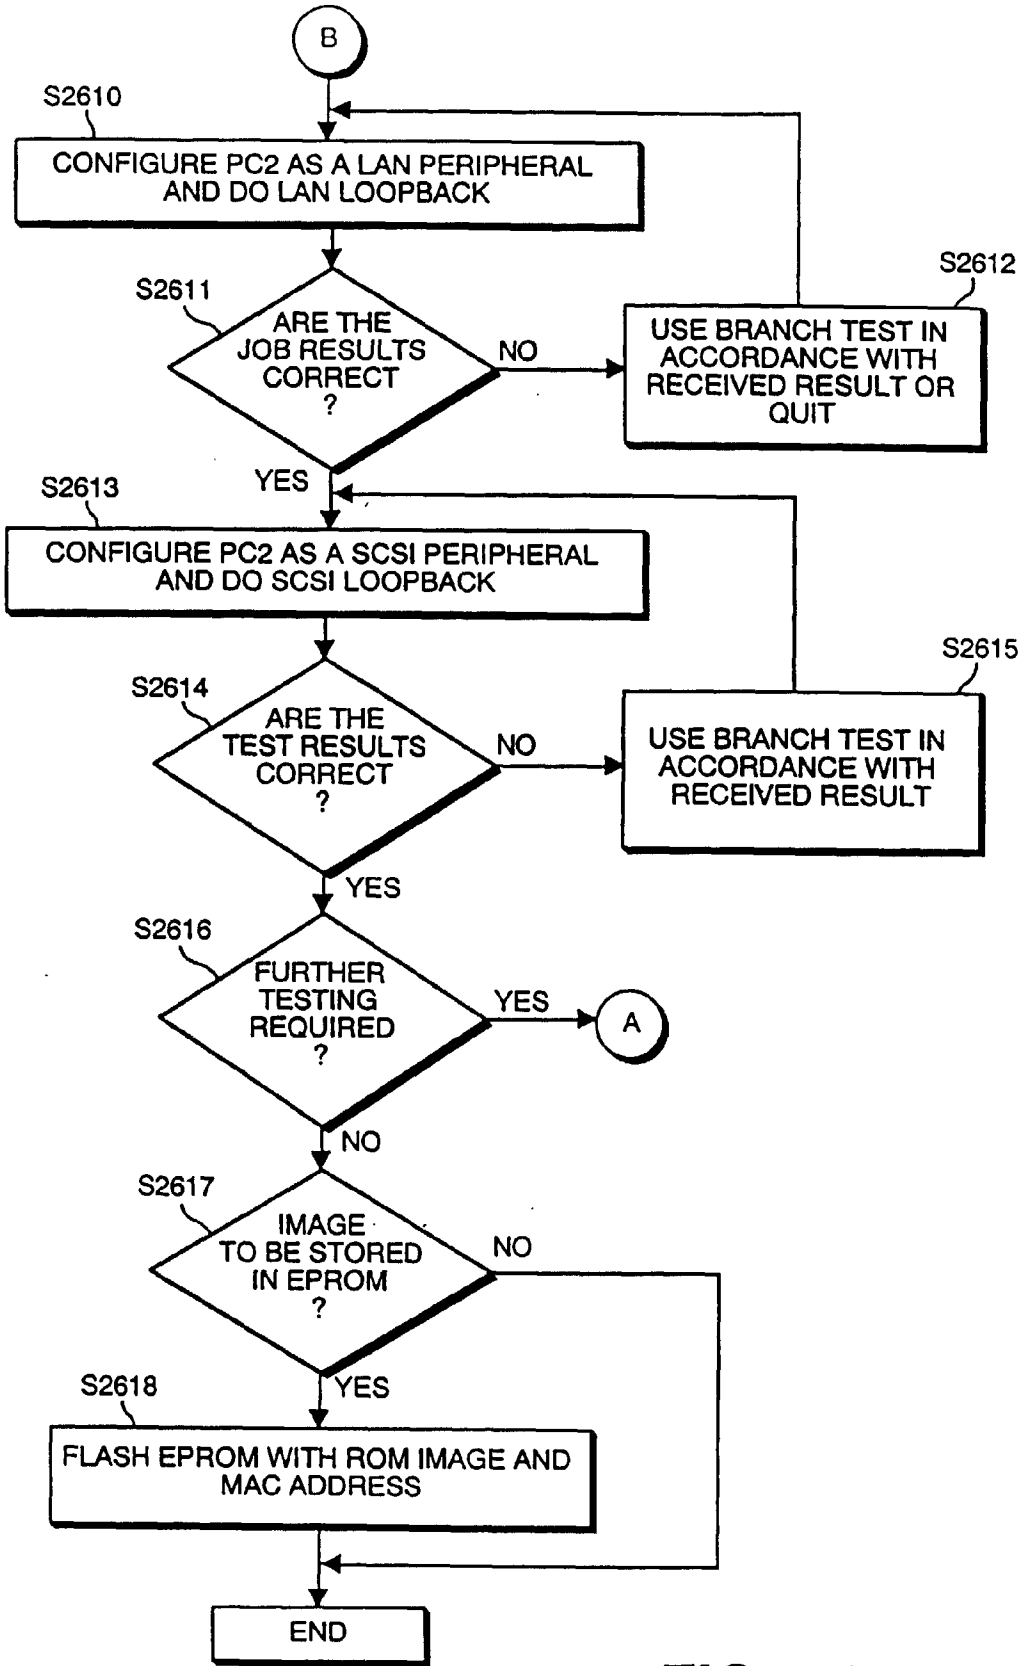 B
S2610
CONFIGURE PC2 AS A LAN PERIPHERAL
AND DO LAN LOOPBACK
S2611
ARE THE
JOB RESULTS
CORRECT
?
NO
S2612
USE BRANCH TEST IN
ACCORDANCE WITH
RECEIVED RESULT OR
QUIT
YES
S2613
CONFIGURE PC2 AS A SCSI PERIPHERAL
AND DO SCSI LOOPBACK
S2614
ARE THE
TEST RESULTS
CORRECT
?
NO
S2615
USE BRANCH TEST IN
ACCORDANCE WITH
RECEIVED RESULT
YES
S2616
FURTHER
TESTING
REQUIRED
?
YES
A
NO
S2617
IMAGE
TO BE STORED
IN EPROM
?
NO
YES
S2618
FLASH EPROM WITH ROM IMAGE AND
MAC ADDRESS
END